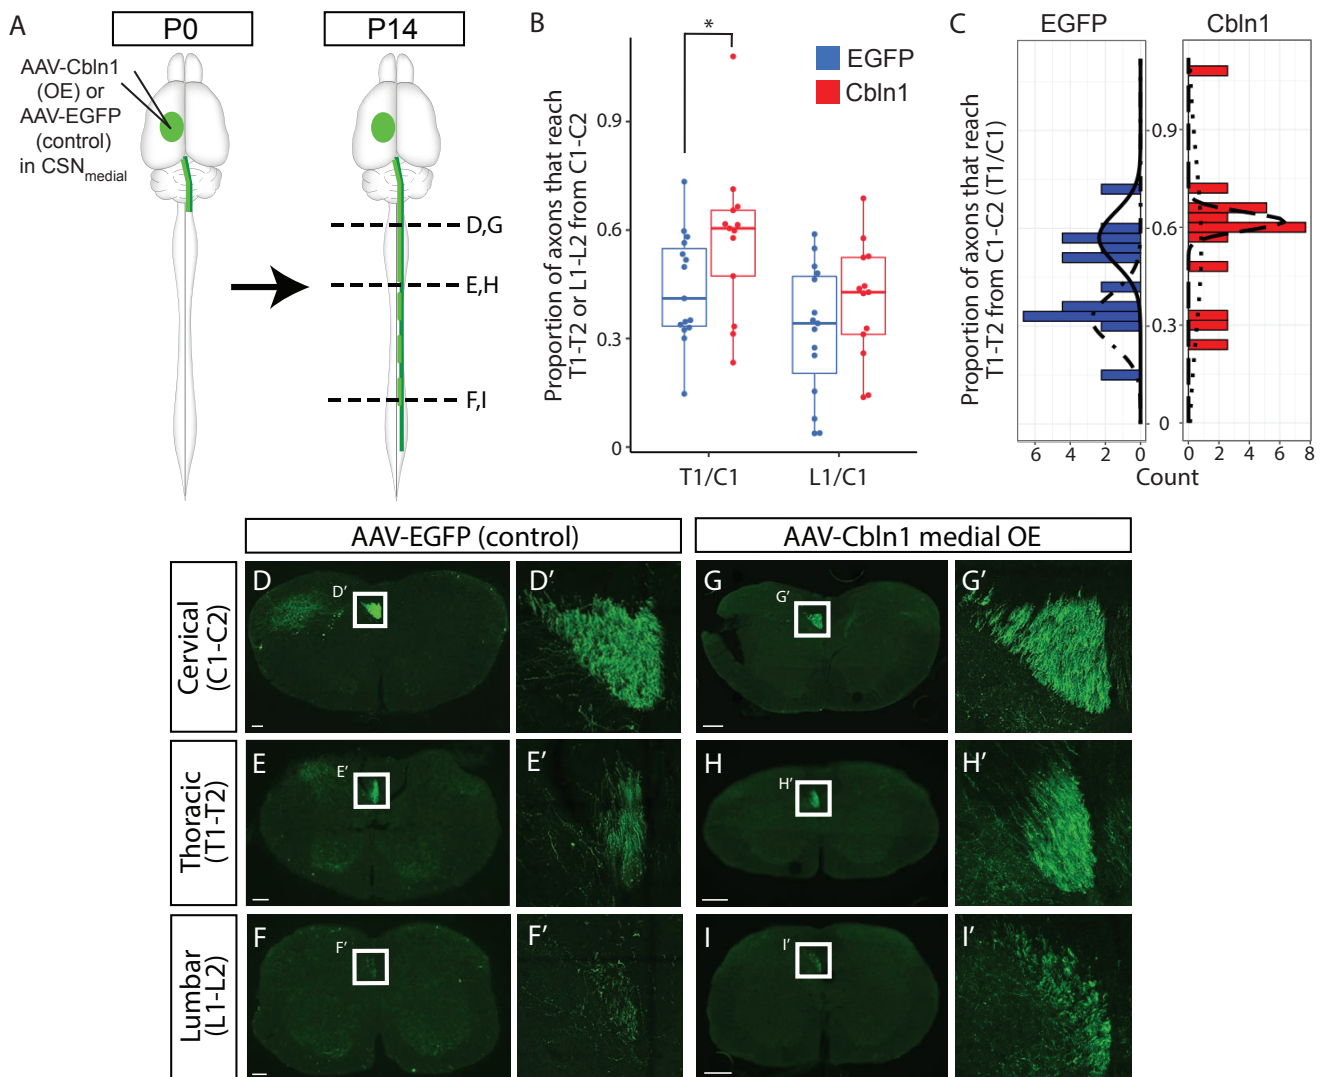 A
P0
P14
AAV-Cbln1
(OE) or
AAV-EGFP
(control)
in CSNmedial
D,G
E,H
F,I
B
*
EGFP
Cbln1
Proportion of axons that reach
T1-T2 or L1-L2 from C1-C2
0.9
0.6
0.3
0
T1/C1
L1/C1
C
EGFP
Cbln1
Proportion of axons that reach
T1-T2 from C1-C2 (T1/C1)
0.9
0.6
0.3
0
6 4 2 0
0 2 4 6 8
Count
AAV-EGFP (control)
AAV-Cbln1 medial OE
Cervical
(C1-C2)
D
D'
D'
G
G'
G'
Thoracic
(T1-T2)
E
E'
E'
H
H'
H'
Lumbar
(L1-L2)
F
F'
F'
I
I'
I'